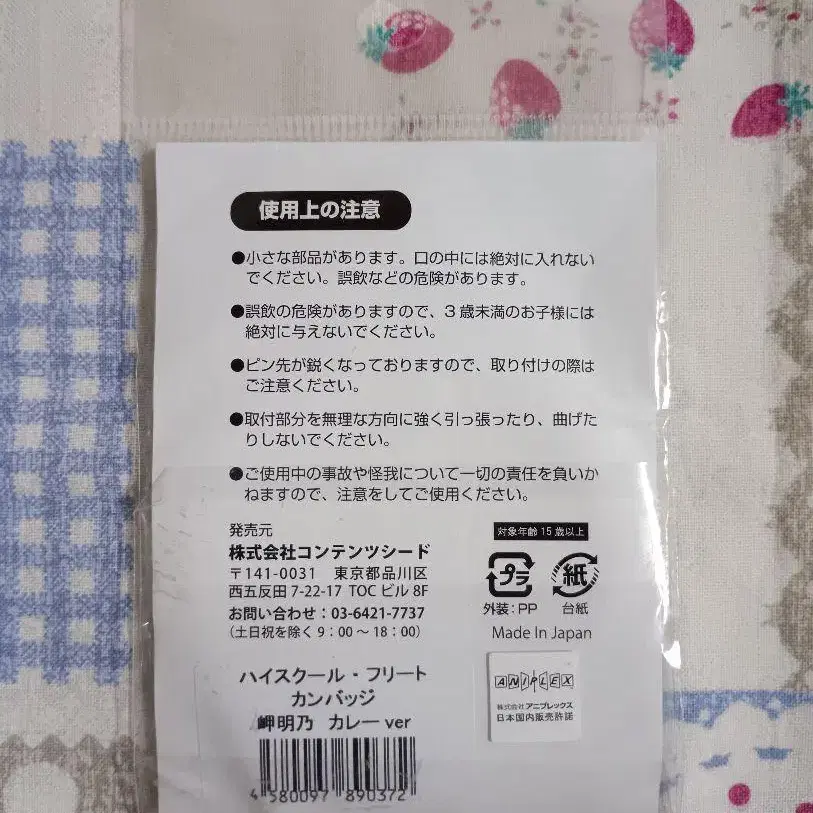 使用上の注意
●小さな部品があります。口の中には絶対に入れない
でください。誤飲などの危険があります。
●誤飲の危険がありますので、3歳未満のお子様には
絶対に与えないでください。
●ピン先が鋭くなっておりますので、取り付けの際は
ご注意ください。
●取付部分を無理な方向に強く引っ張ったり、曲げた
りしないでください。
●ご使用中の事故や怪我について一切の責任を負いか
ねますので、注意をしてご使用ください。
発売元
株式会社コンテンツシード
〒141-0031 東京都品川区
西五反田 7-22-17 TOC ビル 8F
お問い合わせ：03-6421-7737
（土日祝を除く 9：00 ～ 18：00）
対象年齢 15 歳以上
プラ 紙
外装：PP 台紙
Made In Japan
ハイスクール・フリート
カンバッジ
岬明乃 カレー ver
4 580097 890372
ANIPLEX
株式会社 アニプレックス
日本国内販売許諾